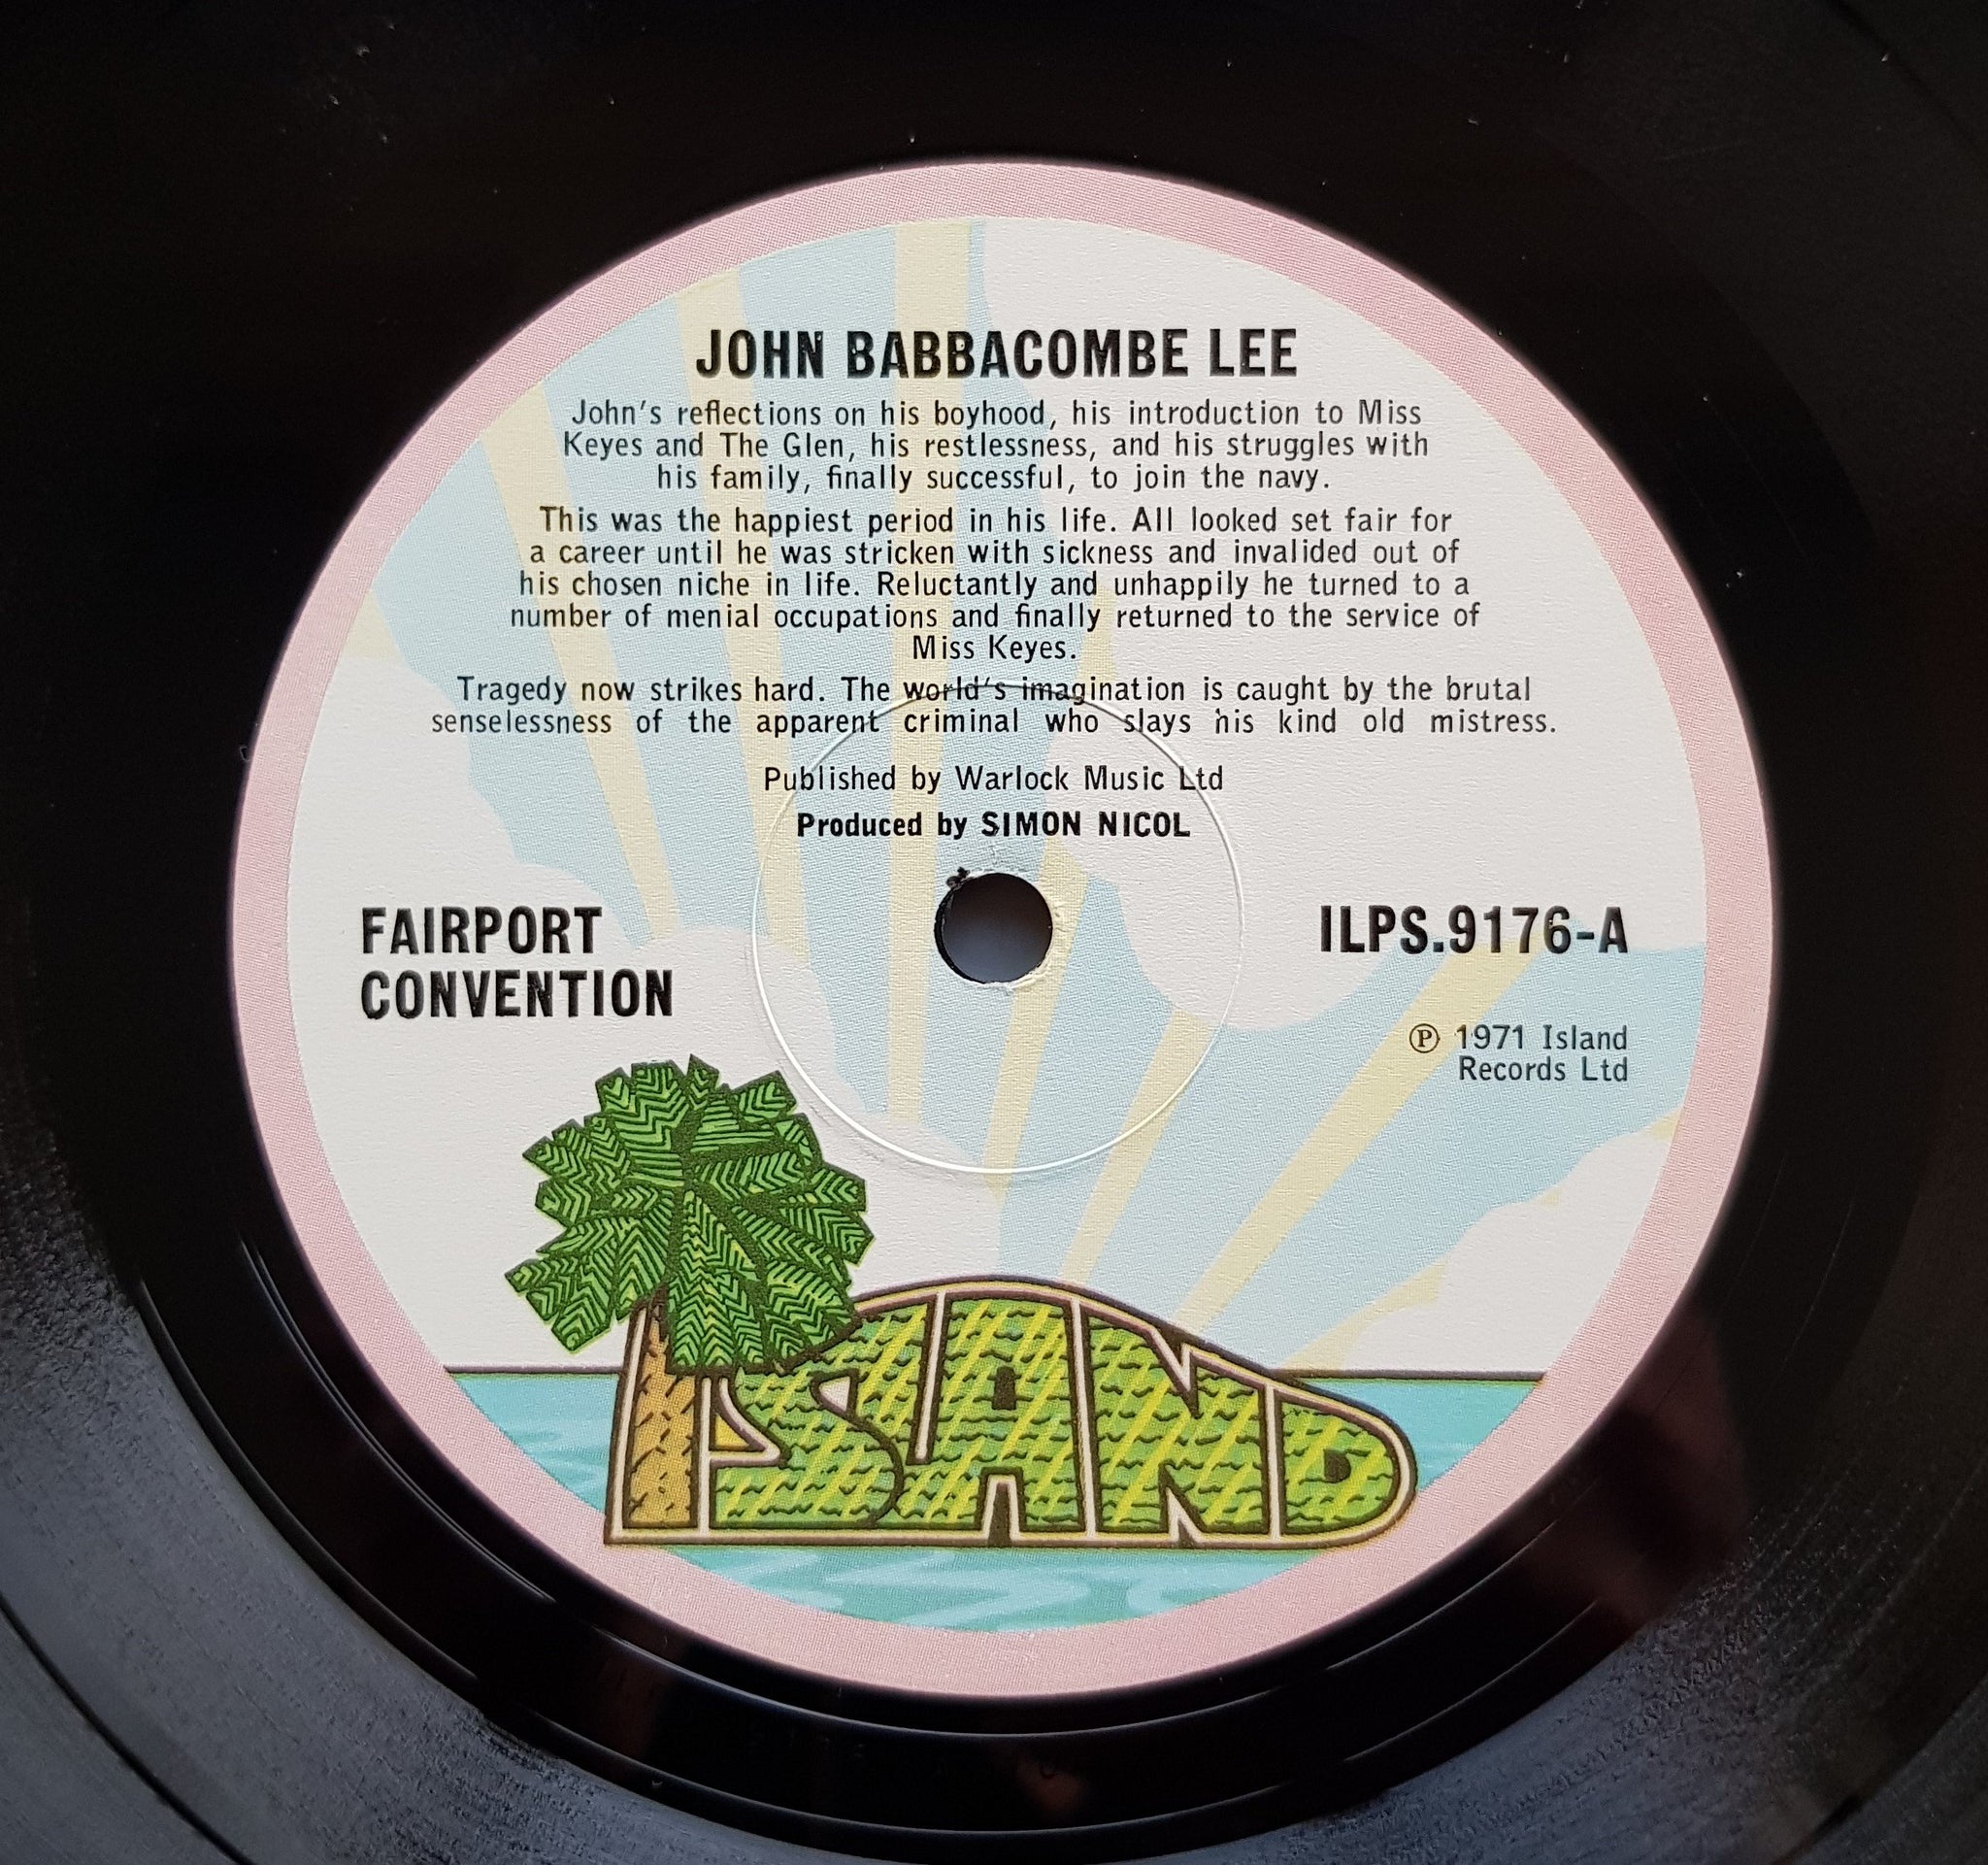 JOHN BABBACOMBE LEE
John's reflections on his boyhood, his introduction to Miss
Keyes and The Glen, his restlessness, and his struggles with
his family, finally successful, to join the navy.
This was the happiest period in his life. All looked set fair for
a career until he was stricken with sickness and invalided out of
his chosen niche in life. Reluctantly and unhappily he turned to a
number of menial occupations and finally returned to the service of
Miss Keyes.
Tragedy now strikes hard. The world's imagination is caught by the brutal
senselessness of the apparent criminal who slays his kind old mistress.
Published by Warlock Music Ltd
Produced by SIMON NICOL
FAIRPORT
CONVENTION
ILPS.9176-A
℗ 1971 Island
Records Ltd
ISLAND